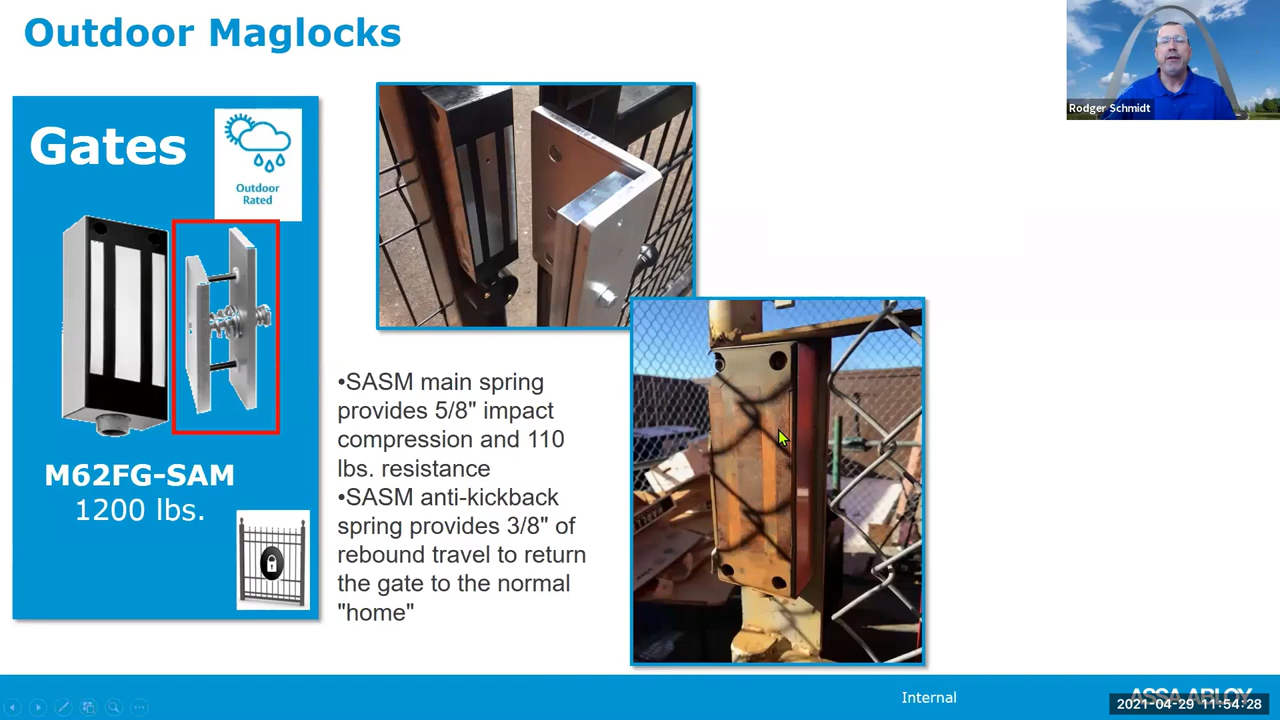 Outdoor Maglocks
Rodger Schmidt
Gates
Outdoor
Rated
M62FG-SAM
1200 lbs.
•SASM main spring
provides 5/8" impact
compression and 110
lbs. resistance
•SASM anti-kickback
spring provides 3/8" of
rebound travel to return
the gate to the normal
"home"
Internal
ASSA ABLOY
2021-04-29 11:54:28